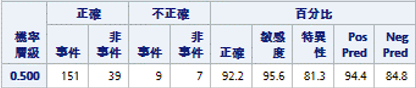 正確 不正確 百分比
機率層級 事件 非事件 事件 非事件 正確 敏感度 特異性 Pos Pred Neg Pred
0.500 151 39 9 7 92.2 95.6 81.3 94.4 84.8